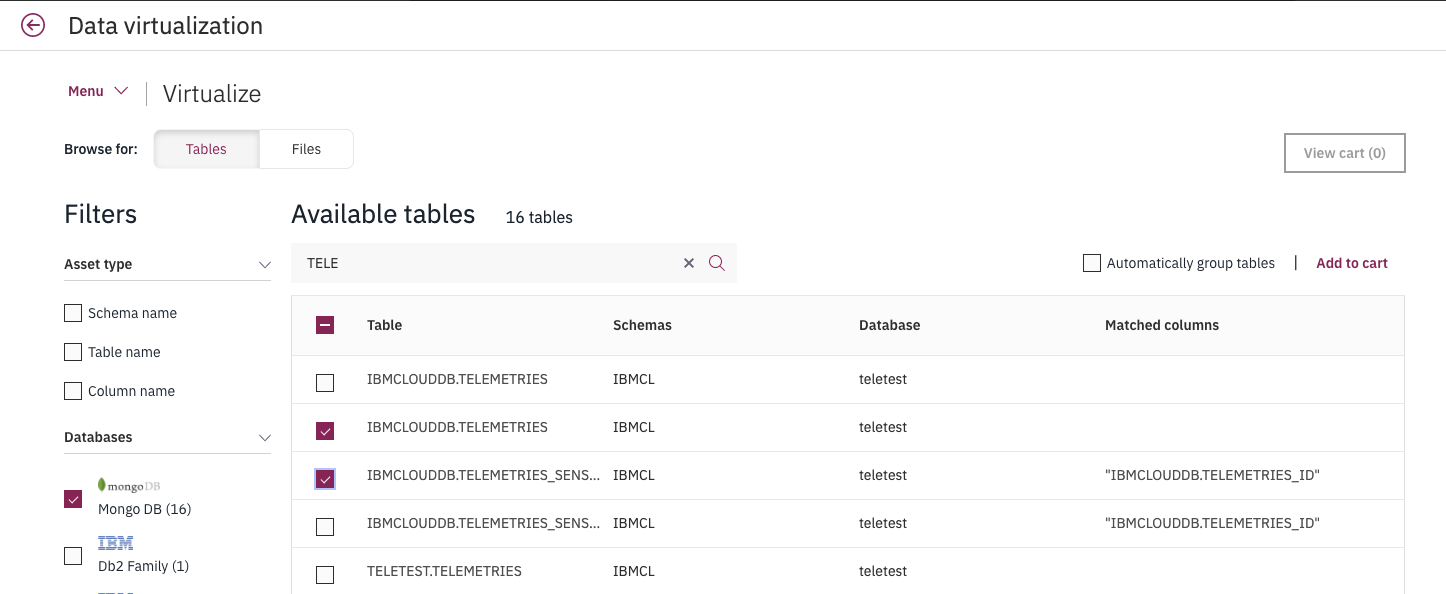 Data virtualization
Menu Virtualize
Browse for: Tables Files
View cart (0)
Filters
Available tables 16 tables
Asset type
TELE
Automatically group tables | Add to cart
Schema name
Table name
Column name
Databases
mongoDB
Mongo DB (16)
IBM
Db2 Family (1)
Table Schemas Database Matched columns
IBMCLOUDDB.TELEMETRIES IBMCL teletest
IBMCLOUDDB.TELEMETRIES IBMCL teletest
IBMCLOUDDB.TELEMETRIES_SENS... IBMCL teletest "IBMCLOUDDB.TELEMETRIES_ID"
IBMCLOUDDB.TELEMETRIES_SENS... IBMCL teletest "IBMCLOUDDB.TELEMETRIES_ID"
TELETEST.TELEMETRIES IBMCL teletest